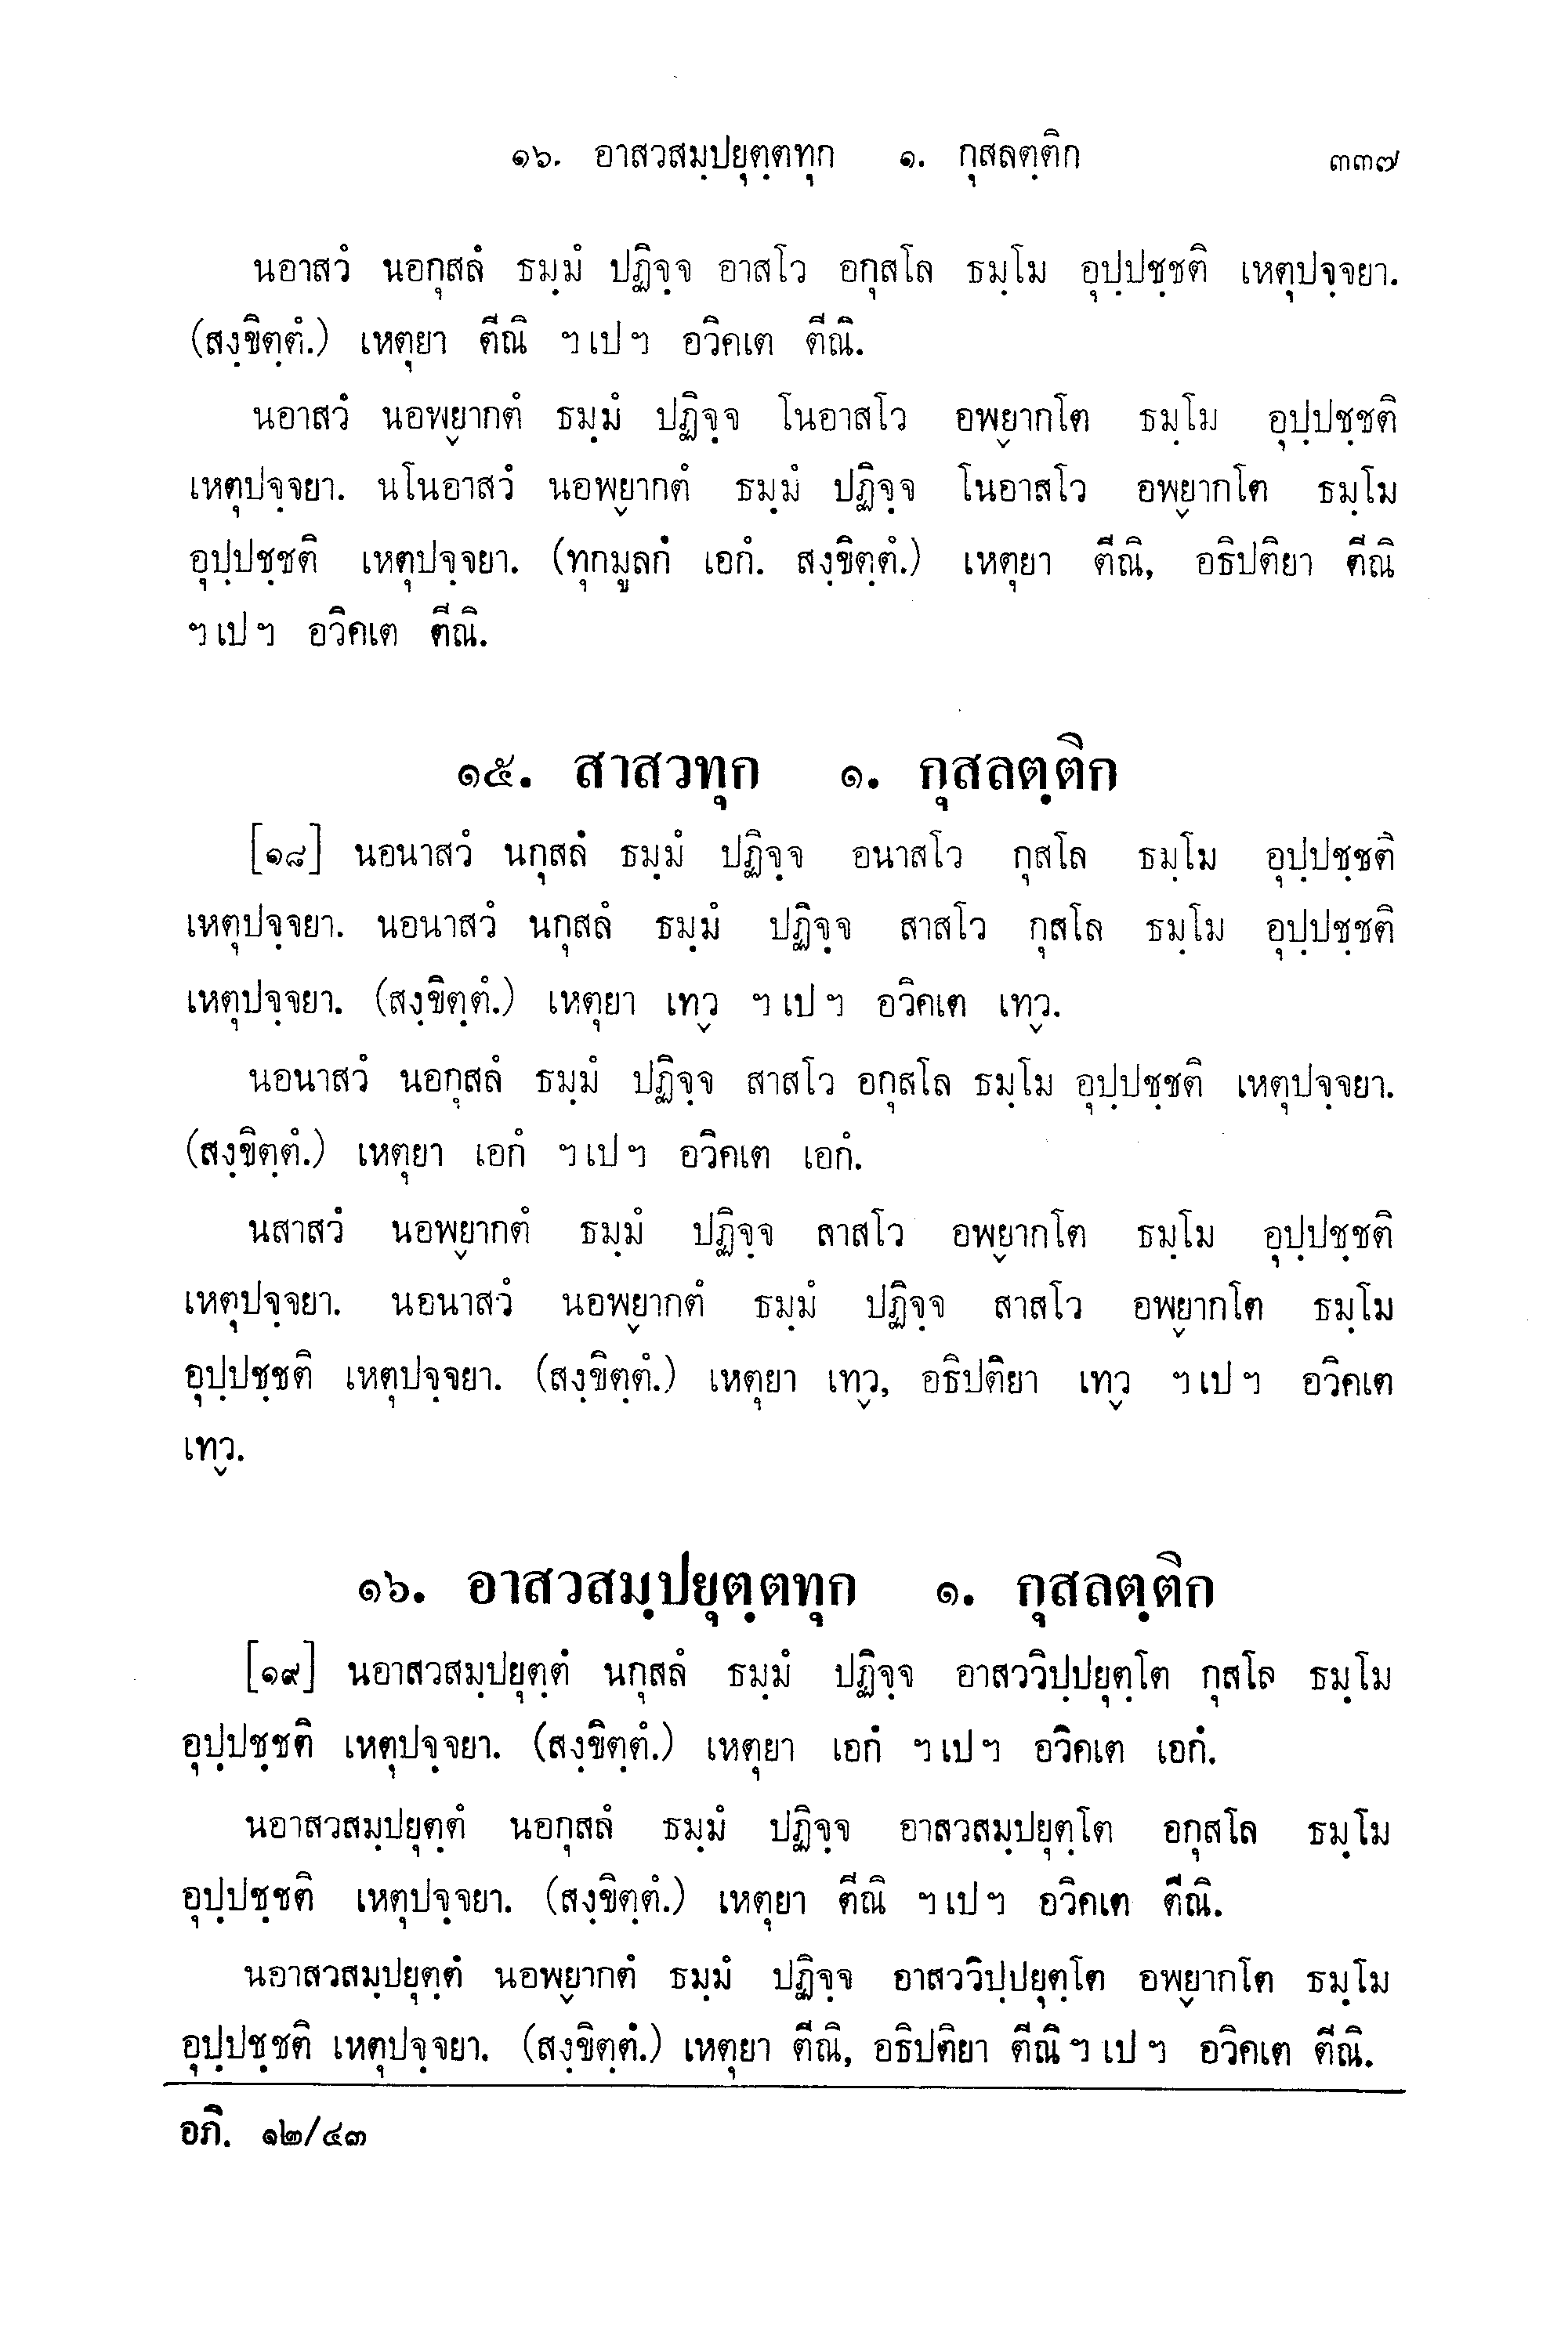 ๑๖. อาสวสมฺปยุตฺตทุก ๑. กุสลตฺติก ๓๓๗
นอาสวํ นอกุสลํ ธมฺมํ ปฏิจฺจ อาสโว อกุสโล ธมฺโม อุปฺปชฺชติ เหตุปจฺจยา.
(สงฺขิตฺตํ.) เหตุยา ตีณิ ฯเปฯ อวิคเต ตีณิ.
นอาสวํ นอพฺยากตํ ธมฺมํ ปฏิจฺจ โนอาสโว อพฺยากโต ธมฺโม อุปฺปชฺชติ
เหตุปจฺจยา. นโนอาสวํ นอพฺยากตํ ธมฺมํ ปฏิจฺจ โนอาสโว อพฺยากโต ธมฺโม
อุปฺปชฺชติ เหตุปจฺจยา. (ทุกมูลกํ เอกํ. สงฺขิตฺตํ.) เหตุยา ตีณิ, อธิปติยา ตีณิ
ฯเปฯ อวิคเต ตีณิ.
๑๕. สาสวทุก ๑. กุสลตฺติก
[๑๘] นอนาสวํ นกุสลํ ธมฺมํ ปฏิจฺจ อนาสโว กุสโล ธมฺโม อุปฺปชฺชติ
เหตุปจฺจยา. นอนาสวํ นกุสลํ ธมฺมํ ปฏิจฺจ สาสโว กุสโล ธมฺโม อุปฺปชฺชติ
เหตุปจฺจยา. (สงฺขิตฺตํ.) เหตุยา เทฺว ฯเปฯ อวิคเต เทฺว.
นอนาสวํ นอกุสลํ ธมฺมํ ปฏิจฺจ สาสโว อกุสโล ธมฺโม อุปฺปชฺชติ เหตุปจฺจยา.
(สงฺขิตฺตํ.) เหตุยา เอกํ ฯเปฯ อวิคเต เอกํ.
นสาสวํ นอพฺยากตํ ธมฺมํ ปฏิจฺจ สาสโว อพฺยากโต ธมฺโม อุปฺปชฺชติ
เหตุปจฺจยา. นอนาสวํ นอพฺยากตํ ธมฺมํ ปฏิจฺจ สาสโว อพฺยากโต ธมฺโม
อุปฺปชฺชติ เหตุปจฺจยา. (สงฺขิตฺตํ.) เหตุยา เทฺว, อธิปติยา เทฺว ฯเปฯ อวิคเต
เทฺว.
๑๖. อาสวสมฺปยุตฺตทุก ๑. กุสลตฺติก
[๑๙] นอาสวสมฺปยุตฺตํ นกุสลํ ธมฺมํ ปฏิจฺจ อาสววิปฺปยุตฺโต กุสโล ธมฺโม
อุปฺปชฺชติ เหตุปจฺจยา. (สงฺขิตฺตํ.) เหตุยา เอกํ ฯเปฯ อวิคเต เอกํ.
นอาสวสมฺปยุตฺตํ นอกุสลํ ธมฺมํ ปฏิจฺจ อาสวสมฺปยุตฺโต อกุสโล ธมฺโม
อุปฺปชฺชติ เหตุปจฺจยา. (สงฺขิตฺตํ.) เหตุยา ตีณิ ฯเปฯ อวิคเต ตีณิ.
นอาสวสมฺปยุตฺตํ นอพฺยากตํ ธมฺมํ ปฏิจฺจ อาสววิปฺปยุตฺโต อพฺยากโต ธมฺโม
อุปฺปชฺชติ เหตุปจฺจยา. (สงฺขิตฺตํ.) เหตุยา ตีณิ, อธิปติยา ตีณิ ฯเปฯ อวิคเต ตีณิ.
อภิ. ๑๒/๔๓